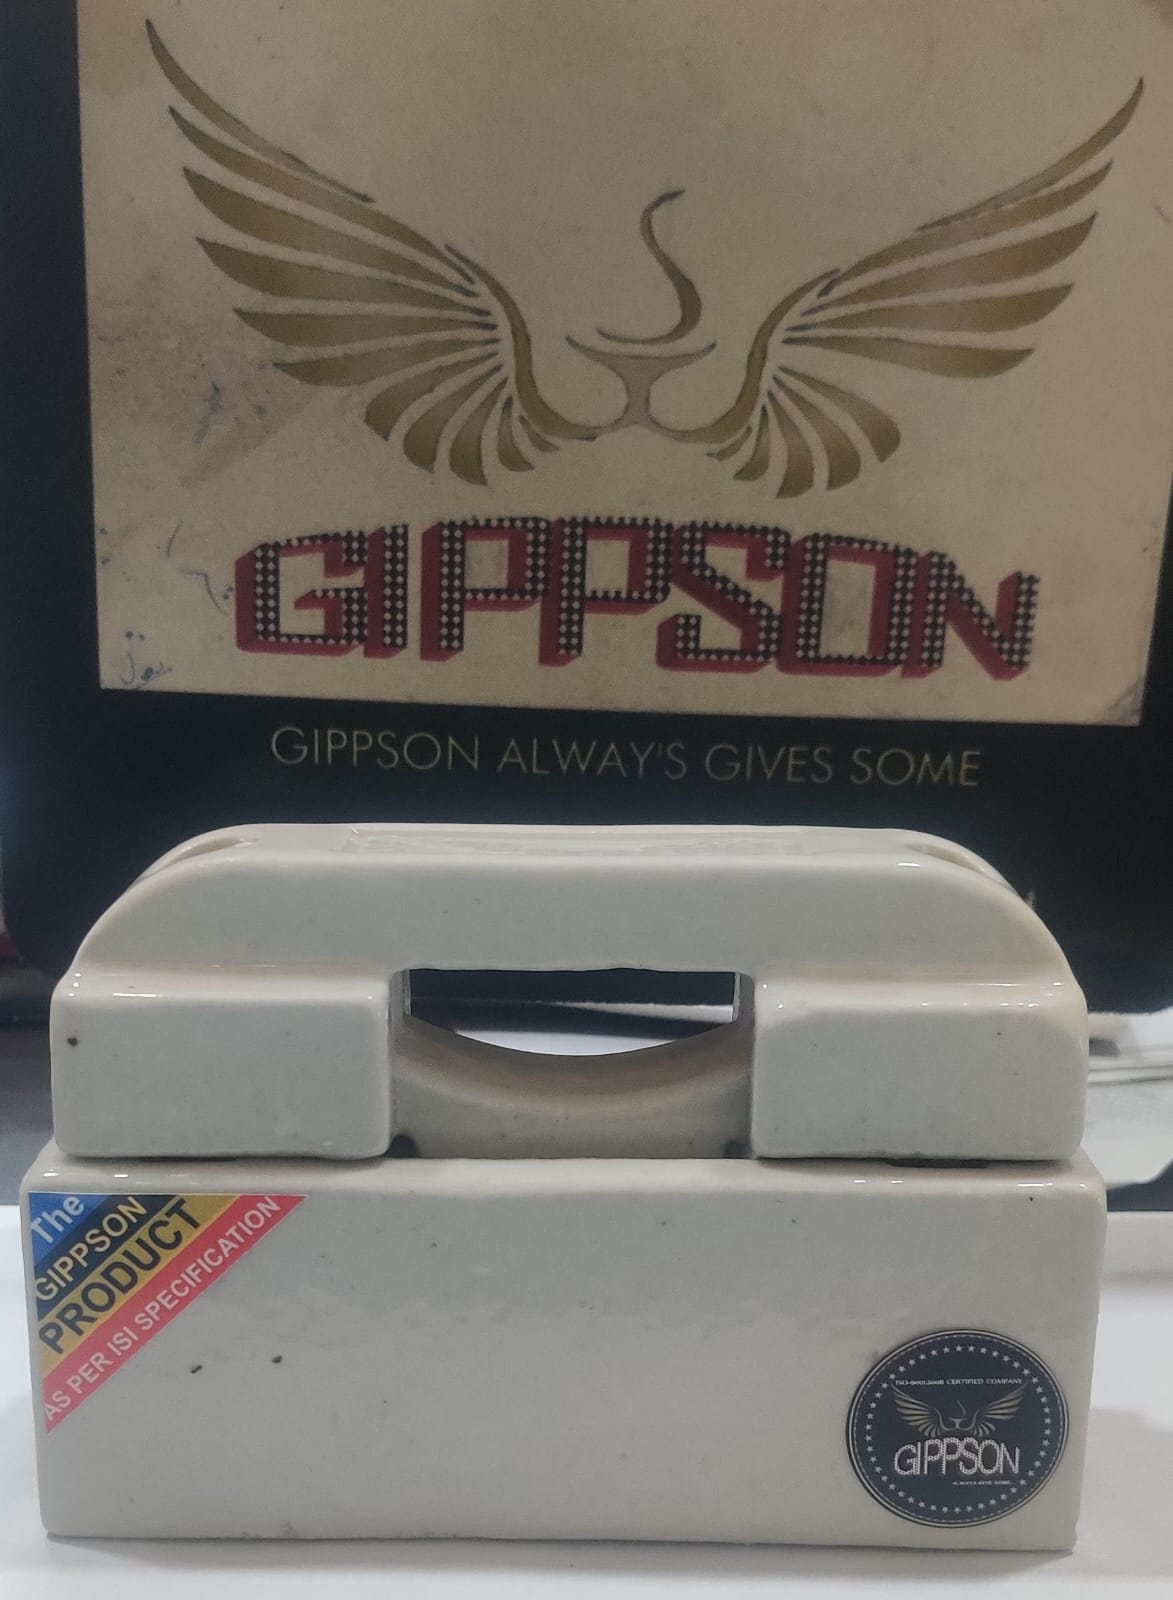 GIPPSON
GIPPSON ALWAY'S GIVES SOME
The
GIPPSON
PRODUCT
AS PER ISI SPECIFICATION
ISO-9001:2008 CERTIFIED COMPANY
GIPPSON